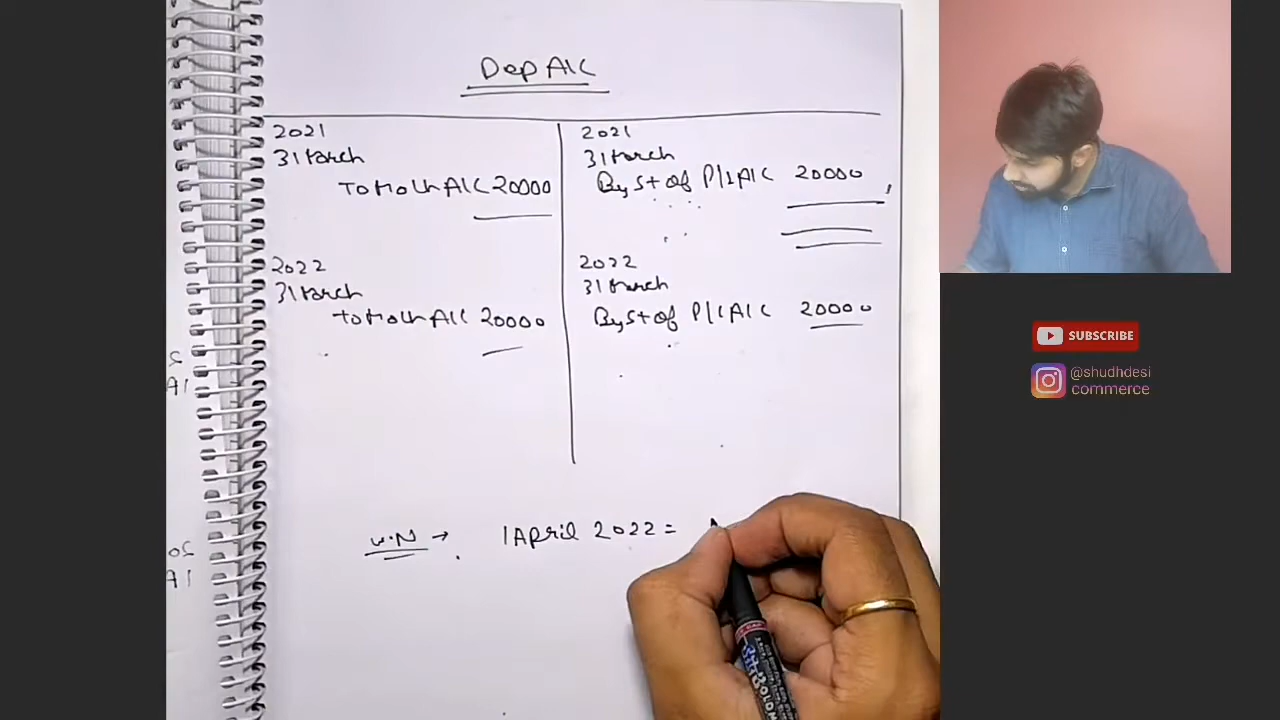 Dep A/C
2021
31 March
To Mach A/C 20000
2021
31 March
By St of P/L A/C 20000
2022
31 March
To Mach A/C 20000
2022
31 March
By St of P/L A/C 20000
W.N → 1 April 2022 =
SUBSCRIBE
@shudhdesi
commerce